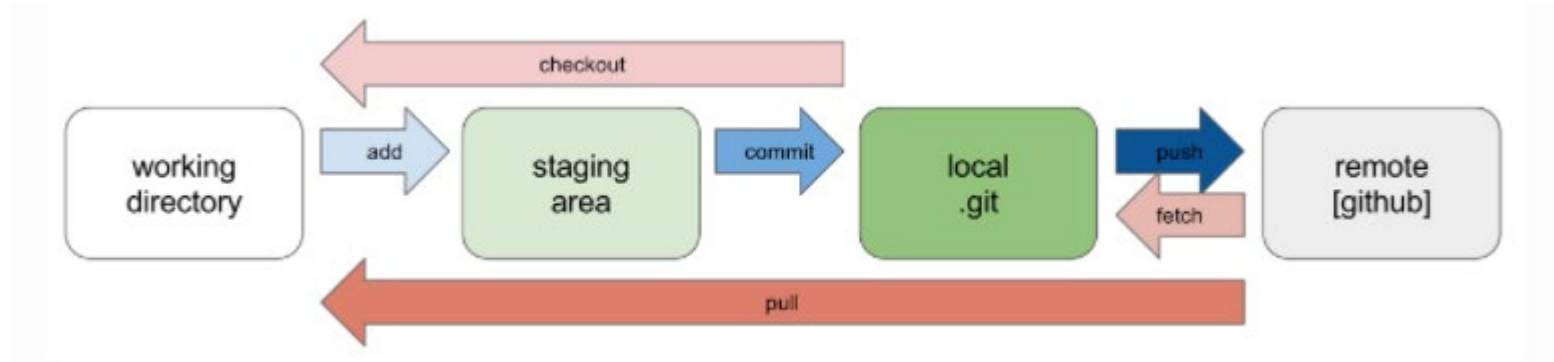 checkout
working
directory
add
staging
area
commit
local
.git
push
fetch
remote
[github]
pull